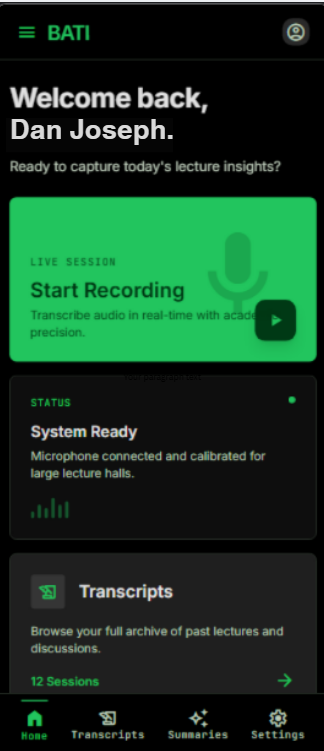 BATI
Welcome back,
Dan Joseph.
Ready to capture today's lecture insights?
LIVE SESSION
Start Recording
Transcribe audio in real-time with acade
precision.
STATUS
System Ready
Microphone connected and calibrated for
large lecture halls.
Transcripts
Browse your full archive of past lectures and
discussions.
12 Sessions
Home Transcripts Summaries Settings